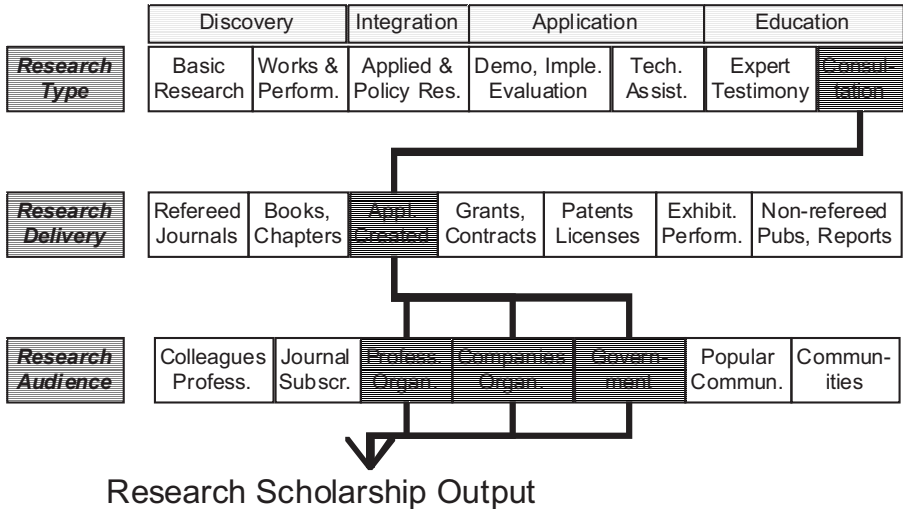 Discovery Integration Application Education
Research Type
Basic Research
Works & Perform.
Applied & Policy Res.
Demo, Imple. Evaluation
Tech. Assist.
Expert Testimony
Consul-
tation
Research Delivery
Refereed Journals
Books, Chapters
Appl. Created
Grants, Contracts
Patents Licenses
Exhibit. Perform.
Non-refereed Pubs, Reports
Research Audience
Colleagues Profess.
Journal Subscr.
Profess. Organ.
Companies Organ.
Govern-
ment
Popular Commun.
Commun-
ities
Research Scholarship Output